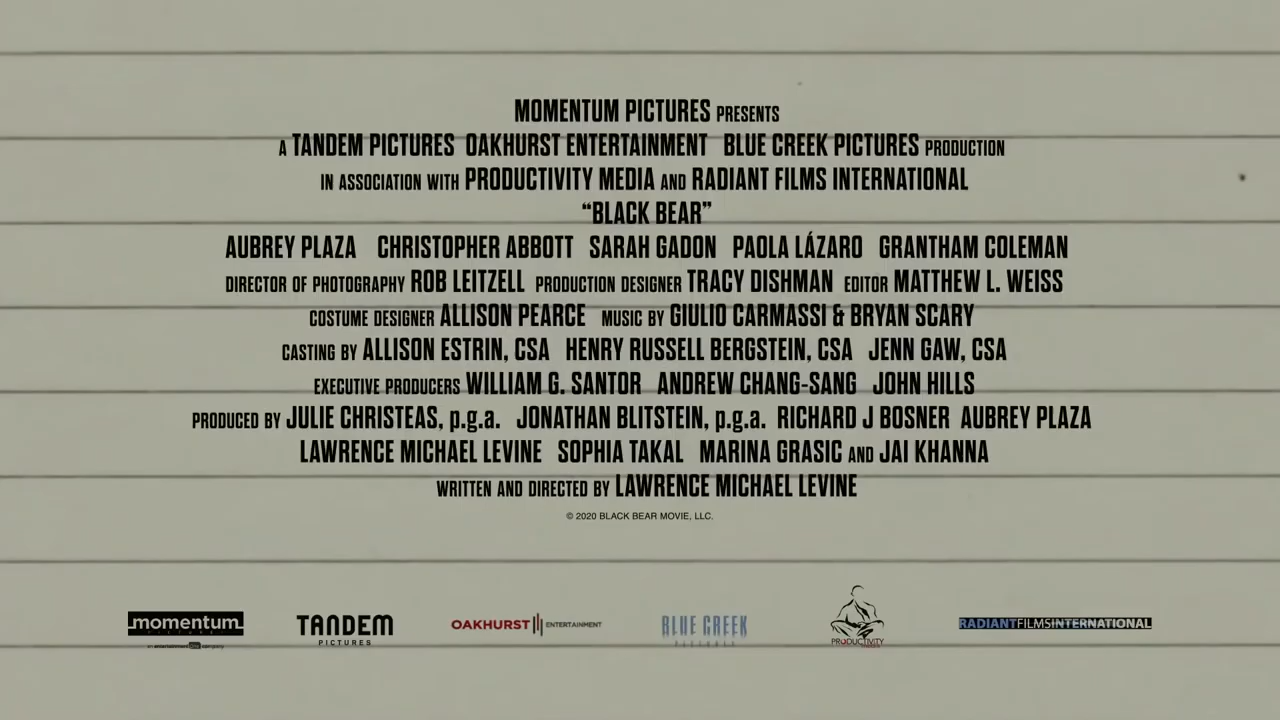 MOMENTUM PICTURES PRESENTS
A TANDEM PICTURES OAKHURST ENTERTAINMENT BLUE CREEK PICTURES PRODUCTION
IN ASSOCIATION WITH PRODUCTIVITY MEDIA AND RADIANT FILMS INTERNATIONAL
“BLACK BEAR”
AUBREY PLAZA CHRISTOPHER ABBOTT SARAH GADON PAOLA LÁZARO GRANTHAM COLEMAN
DIRECTOR OF PHOTOGRAPHY ROB LEITZELL PRODUCTION DESIGNER TRACY DISHMAN EDITOR MATTHEW L. WEISS
COSTUME DESIGNER ALLISON PEARCE MUSIC BY GIULIO CARMASSI & BRYAN SCARY
CASTING BY ALLISON ESTRIN, CSA HENRY RUSSELL BERGSTEIN, CSA JENN GAW, CSA
EXECUTIVE PRODUCERS WILLIAM G. SANTOR ANDREW CHANG-SANG JOHN HILLS
PRODUCED BY JULIE CHRISTEAS, p.g.a. JONATHAN BLITSTEIN, p.g.a. RICHARD J BOSNER AUBREY PLAZA
LAWRENCE MICHAEL LEVINE SOPHIA TAKAL MARINA GRASIC AND JAI KHANNA
WRITTEN AND DIRECTED BY LAWRENCE MICHAEL LEVINE
© 2020 BLACK BEAR MOVIE, LLC.
momentum
TANDEM
PICTURES
OAKHURST ENTERTAINMENT
BLUE CREEK
PICTURES
PRODUCTIVITY
RADIANTFILMSINTERNATIONAL